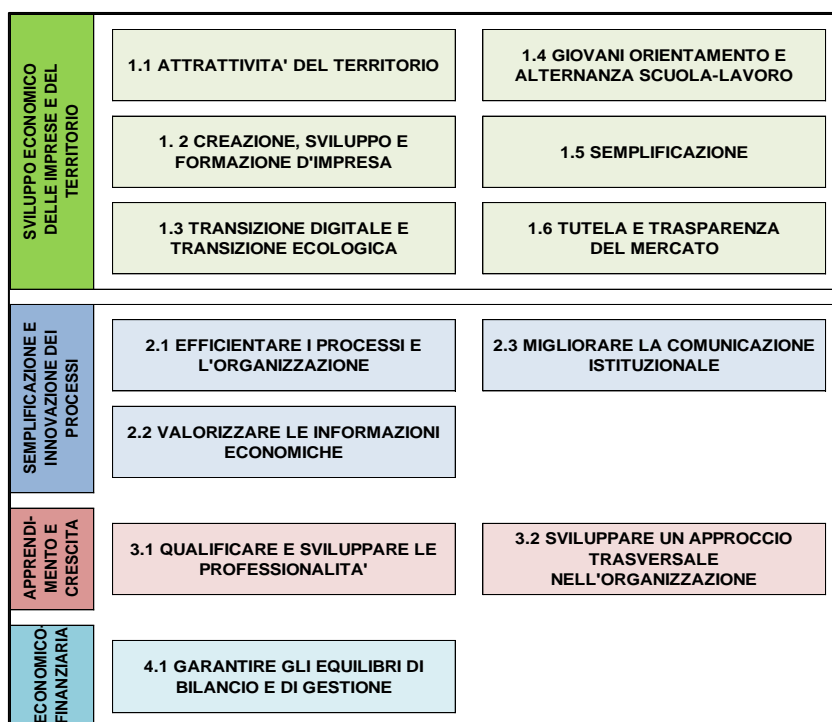 SVILUPPO ECONOMICO
DELLE IMPRESE E DEL
TERRITORIO
1.1 ATTRATTIVITA' DEL TERRITORIO
1.4 GIOVANI ORIENTAMENTO E
ALTERNANZA SCUOLA-LAVORO
1. 2 CREAZIONE, SVILUPPO E
FORMAZIONE D'IMPRESA
1.5 SEMPLIFICAZIONE
1.3 TRANSIZIONE DIGITALE E
TRANSIZIONE ECOLOGICA
1.6 TUTELA E TRASPARENZA
DEL MERCATO
SEMPLIFICAZIONE E
INNOVAZIONE DEI
PROCESSI
2.1 EFFICIENTARE I PROCESSI E
L'ORGANIZZAZIONE
2.3 MIGLIORARE LA COMUNICAZIONE
ISTITUZIONALE
2.2 VALORIZZARE LE INFORMAZIONI
ECONOMICHE
APPRENDI-
MENTO E
CRESCITA
3.1 QUALIFICARE E SVILUPPARE LE
PROFESSIONALITA'
3.2 SVILUPPARE UN APPROCCIO
TRASVERSALE
NELL'ORGANIZZAZIONE
ECONOMICO-
FINANZIARIA
4.1 GARANTIRE GLI EQUILIBRI DI
BILANCIO E DI GESTIONE